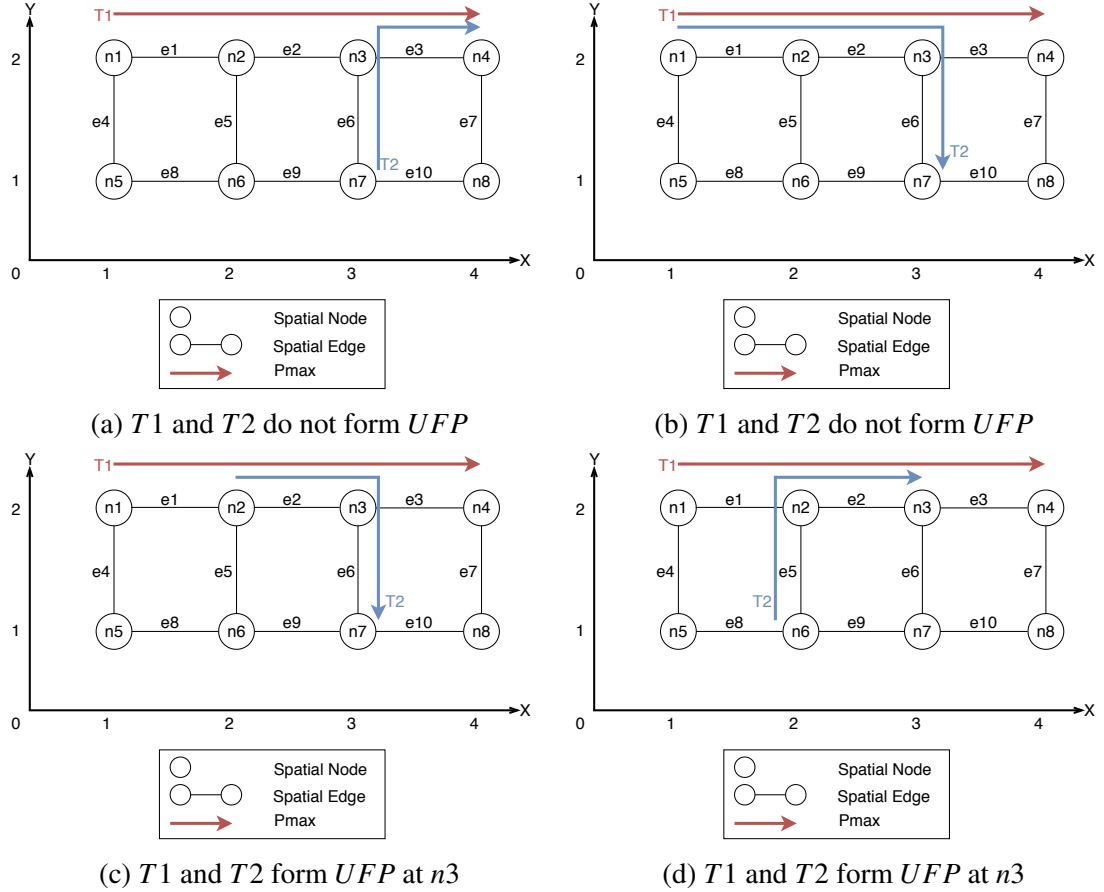 Y
T1
2
n1 e1 n2 e2 n3 e3 n4
e4 e5 e6 e7
T2
1
n5 e8 n6 e9 n7 e10 n8
0 1 2 3 4 X
Spatial Node
Spatial Edge
Pmax
(a) T1 and T2 do not form UFP
Y
T1
2
n1 e1 n2 e2 n3 e3 n4
e4 e5 e6 e7
T2
1
n5 e8 n6 e9 n7 e10 n8
0 1 2 3 4 X
Spatial Node
Spatial Edge
Pmax
(b) T1 and T2 do not form UFP
Y
T1
2
n1 e1 n2 e2 n3 e3 n4
e4 e5 e6 e7
T2
1
n5 e8 n6 e9 n7 e10 n8
0 1 2 3 4 X
Spatial Node
Spatial Edge
Pmax
(c) T1 and T2 form UFP at n3
Y
T1
2
n1 e1 n2 e2 n3 e3 n4
e4 e5 e6 e7
T2
1
n5 e8 n6 e9 n7 e10 n8
0 1 2 3 4 X
Spatial Node
Spatial Edge
Pmax
(d) T1 and T2 form UFP at n3